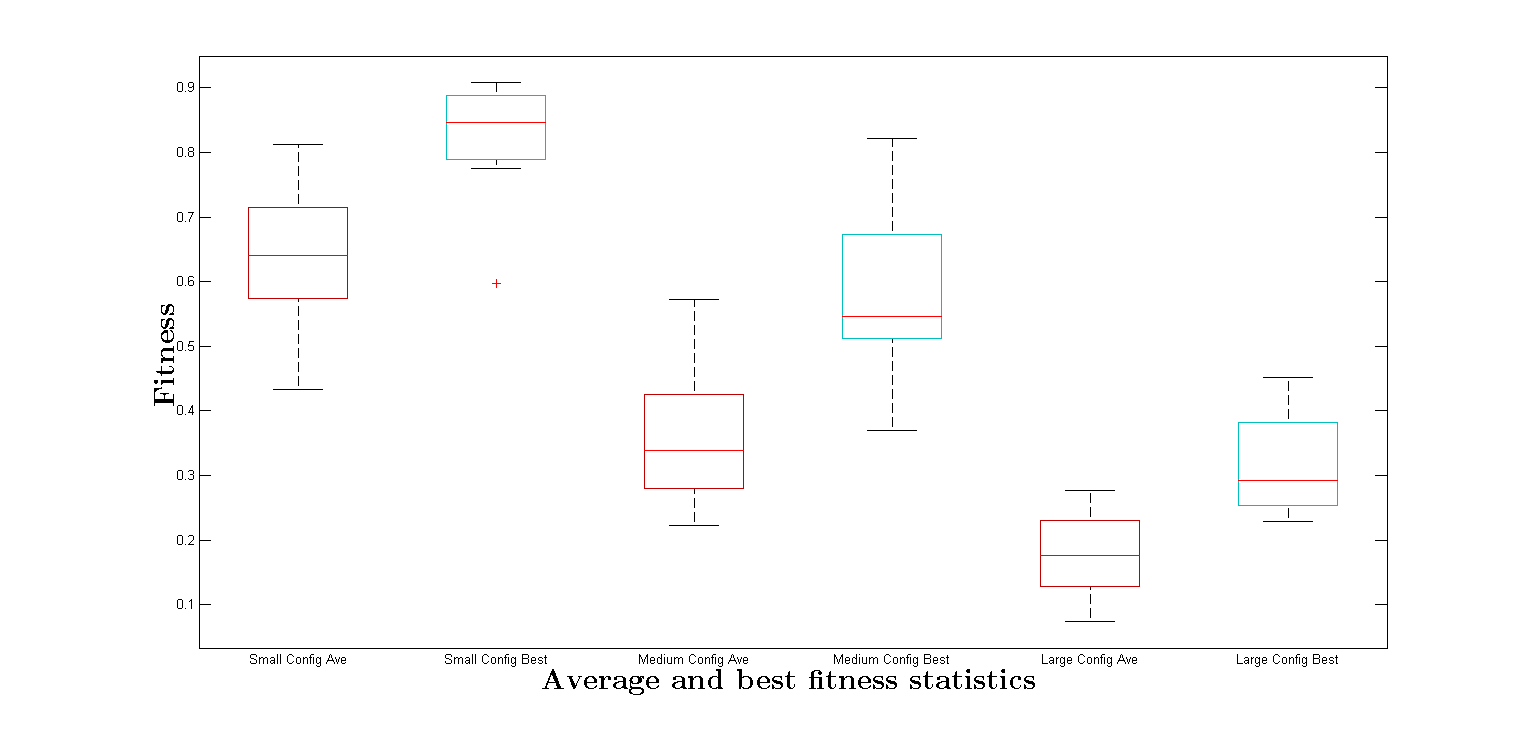 0.9
0.8
0.7
0.6
0.5
0.4
0.3
0.2
0.1
Fitness
Small Config Ave
Small Config Best
Medium Config Ave
Medium Config Best
Large Config Ave
Large Config Best
Average and best fitness statistics